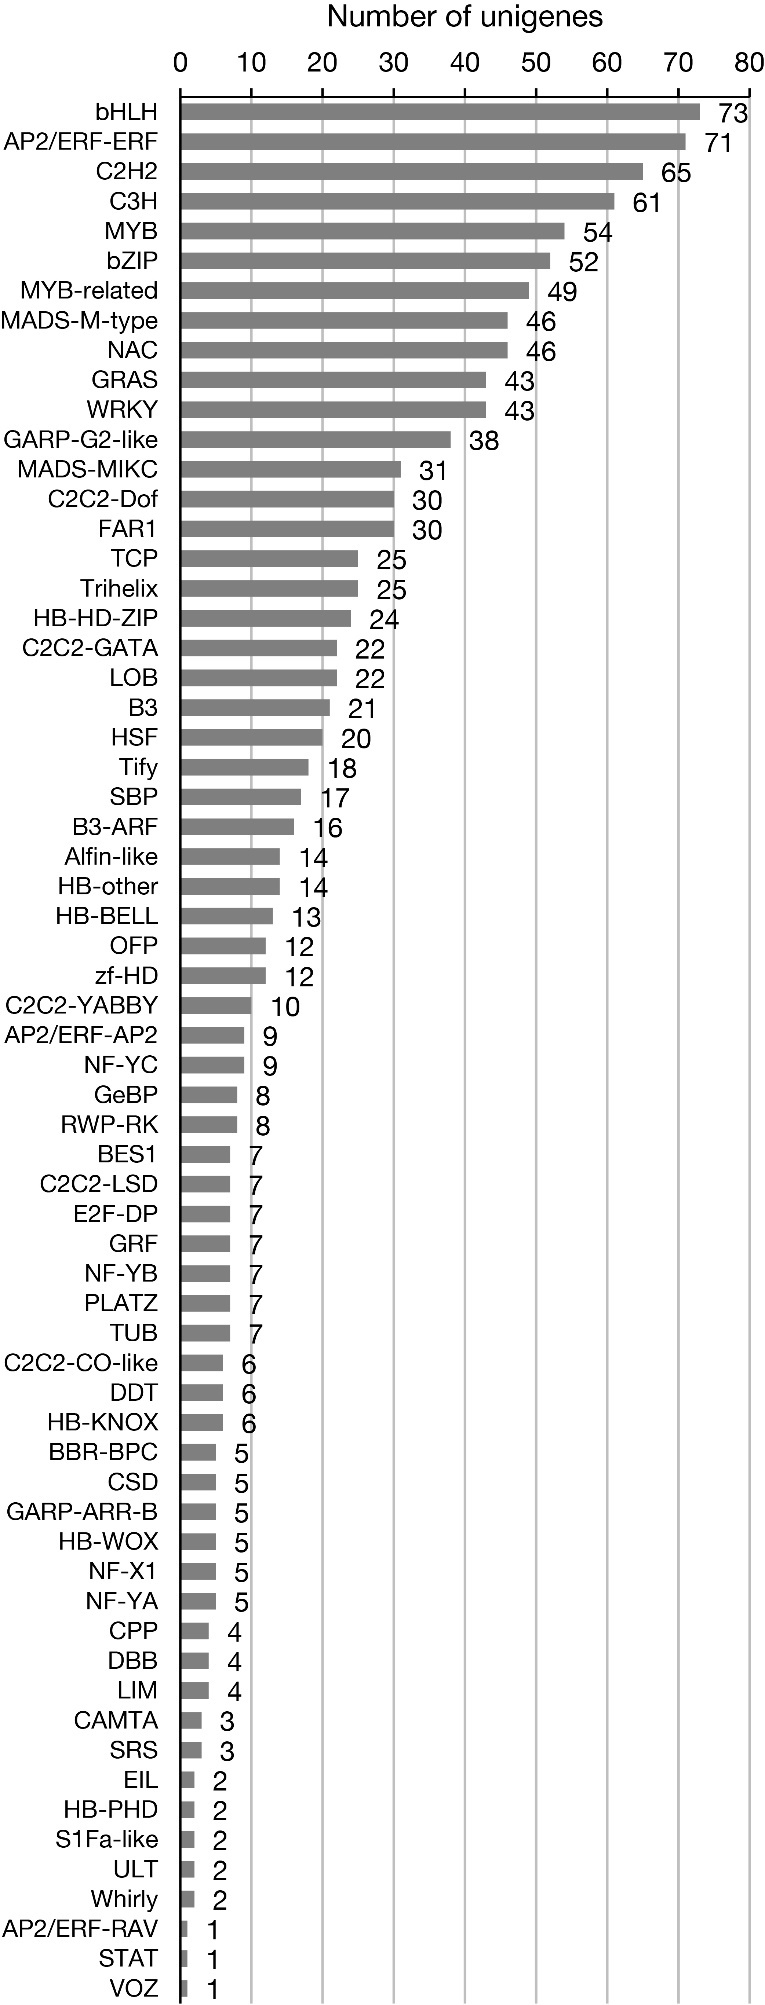 Number of unigenes
0 10 20 30 40 50 60 70 80
bHLH 73
AP2/ERF-ERF 71
C2H2 65
C3H 61
MYB 54
bZIP 52
MYB-related 49
MADS-M-type 46
NAC 46
GRAS 43
WRKY 43
GARP-G2-like 38
MADS-MIKC 31
C2C2-Dof 30
FAR1 30
TCP 25
Trihelix 25
HB-HD-ZIP 24
C2C2-GATA 22
LOB 22
B3 21
HSF 20
Tify 18
SBP 17
B3-ARF 16
Alfin-like 14
HB-other 14
HB-BELL 13
OFP 12
zf-HD 12
C2C2-YABBY 10
AP2/ERF-AP2 9
NF-YC 9
GeBP 8
RWP-RK 8
BES1 7
C2C2-LSD 7
E2F-DP 7
GRF 7
NF-YB 7
PLATZ 7
TUB 7
C2C2-CO-like 6
DDT 6
HB-KNOX 6
BBR-BPC 5
CSD 5
GARP-ARR-B 5
HB-WOX 5
NF-X1 5
NF-YA 5
CPP 4
DBB 4
LIM 4
CAMTA 3
SRS 3
EIL 2
HB-PHD 2
S1Fa-like 2
ULT 2
Whirly 2
AP2/ERF-RAV 1
STAT 1
VOZ 1